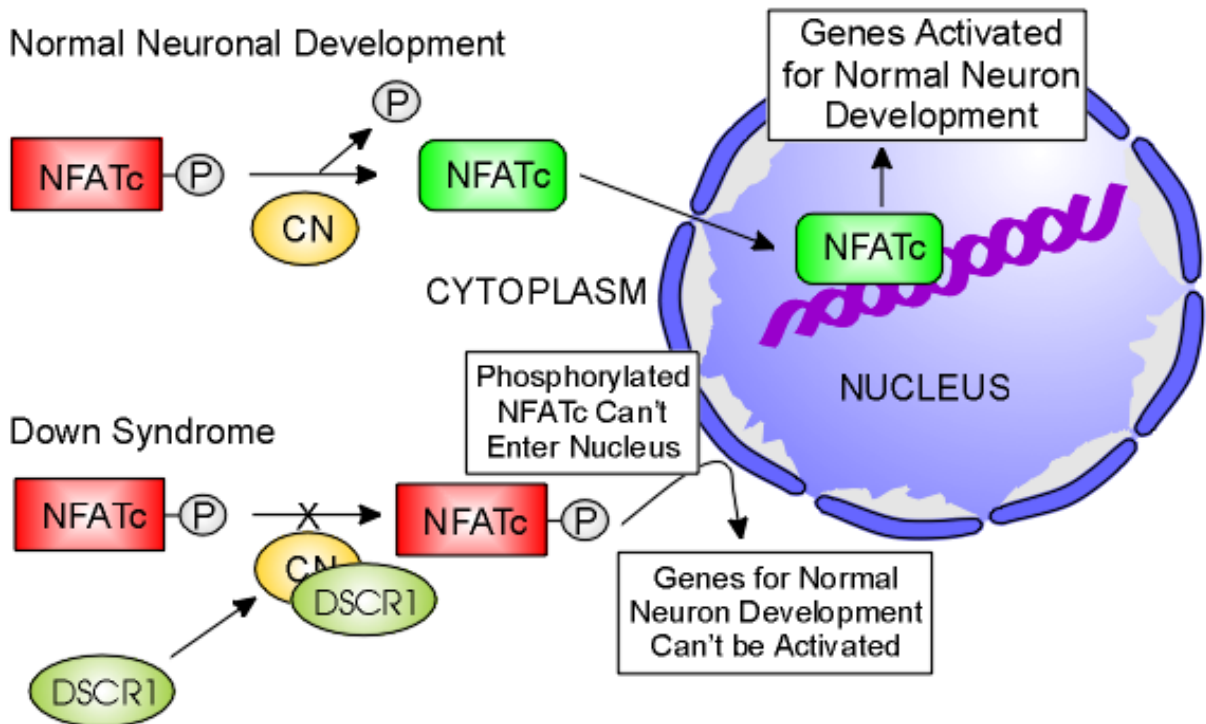 Normal Neuronal Development
Genes Activated
for Normal Neuron
Development
P
NFATc
P
CN
NFATc
NFATc
CYTOPLASM
NUCLEUS
Phosphorylated
NFATc Can't
Enter Nucleus
Down Syndrome
NFATc
P
X
NFATc
P
CN
DSCR1
DSCR1
Genes for Normal
Neuron Development
Can't be Activated